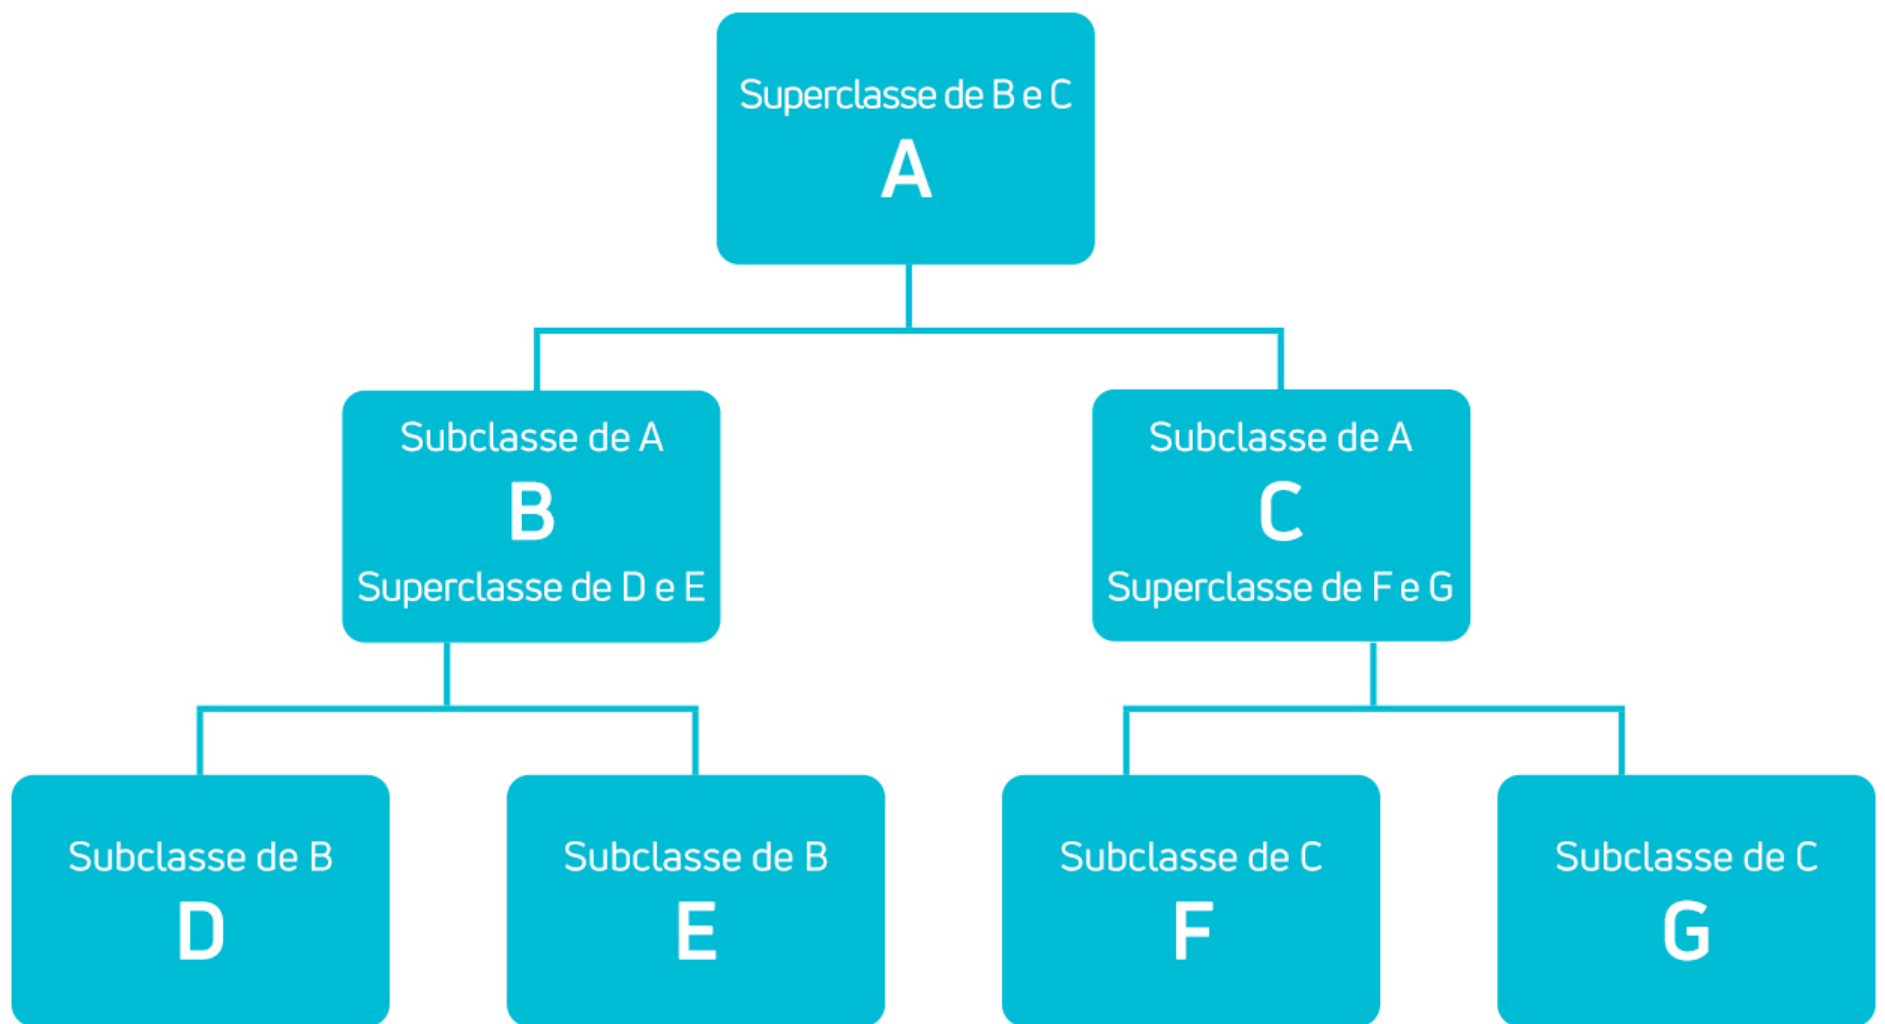 Superclasse de B e C
A
Subclasse de A
B
Superclasse de D e E
Subclasse de A
C
Superclasse de F e G
Subclasse de B
D
Subclasse de B
E
Subclasse de C
F
Subclasse de C
G